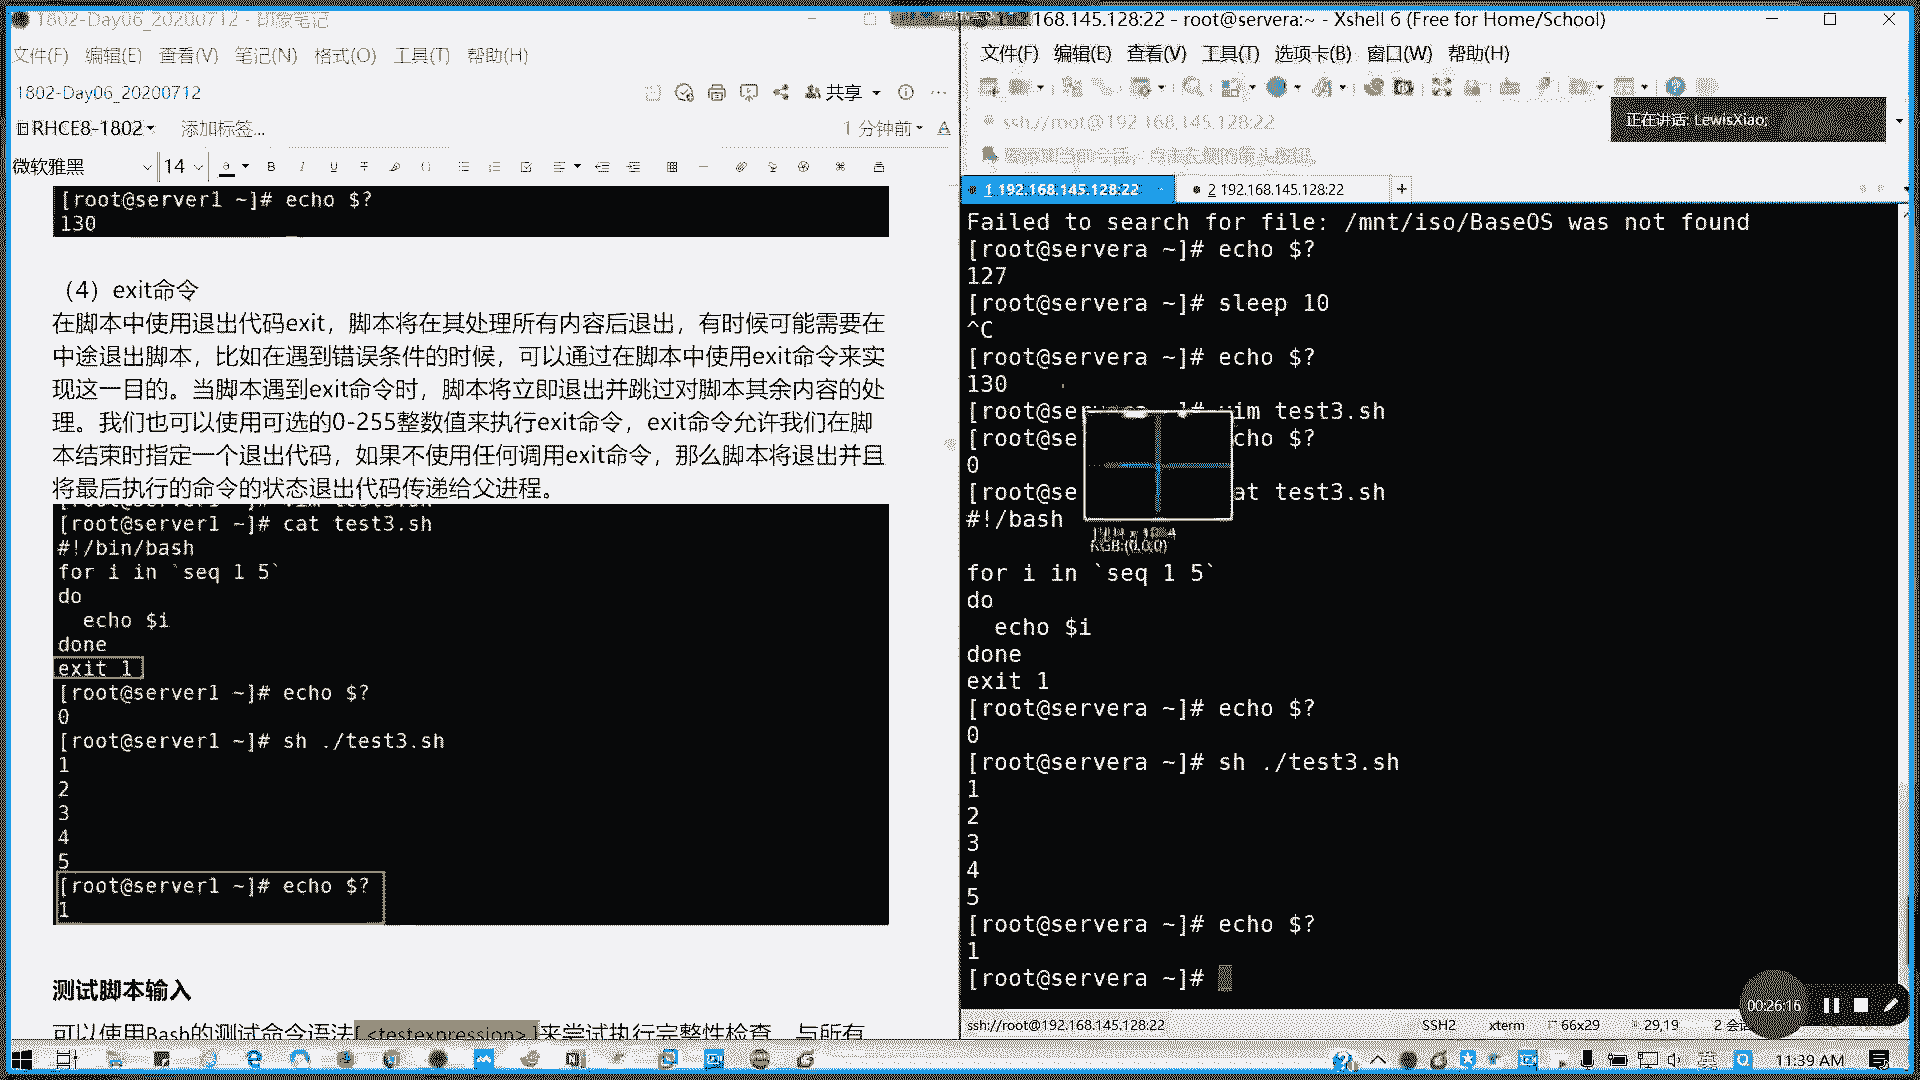 1802-Day06_20200712 - 印象笔记
文件(F) 编辑(E) 查看(V) 笔记(N) 格式(O) 工具(T) 帮助(H)
1802-Day06_20200712
共享
RHCE8-1802
添加标签...
1 分钟前
微软雅黑
14
[root@server1 ~]# echo $?
130
（4）exit命令
在脚本中使用退出代码exit，脚本将在其处理所有内容后退出，有时候可能需要在
中途退出脚本，比如在遇到错误条件的时候，可以通过在脚本中使用exit命令来实
现这一目的。当脚本遇到exit命令时，脚本将立即退出并跳过对脚本其余内容的处
理。我们也可以使用可选的0-255整数值来执行exit命令，exit命令允许我们在脚
本结束时指定一个退出代码，如果不使用任何调用exit命令，那么脚本将退出并且
将最后执行的命令的状态退出代码传递给父进程。
[root@server1 ~]# cat test3.sh
#!/bin/bash
for i in `seq 1 5`
do
  echo $i
done
exit 1
[root@server1 ~]# echo $?
0
[root@server1 ~]# sh ./test3.sh
1
2
3
4
5
[root@server1 ~]# echo $?
1
测试脚本输入
可以使用Bash的测试命令语法[ <testexpression> ]来尝试执行完整性检查，与所有
168.145.128:22 - root@servera:~ - Xshell 6 (Free for Home/School)
文件(F) 编辑(E) 查看(V) 工具(T) 选项卡(B) 窗口(W) 帮助(H)
ssh://root@192.168.145.128:22
正在讲话: LewisXiao;
1 192.168.145.128:22
2 192.168.145.128:22
Failed to search for file: /mnt/iso/BaseOS was not found
[root@servera ~]# echo $?
127
[root@servera ~]# sleep 10
^C
[root@servera ~]# echo $?
130
[root@servera ~]# vim test3.sh
[root@se cho $?
0
[root@se at test3.sh
#!/bash
for i in `seq 1 5`
do
  echo $i
done
exit 1
[root@servera ~]# echo $?
0
[root@servera ~]# sh ./test3.sh
1
2
3
4
5
[root@servera ~]# echo $?
1
[root@servera ~]#
RGB:(0,0,0)
00:26:16
ssh://root@192.168.145.128:22
SSH2
xterm
66x29
29,19
2 会
11:39 AM